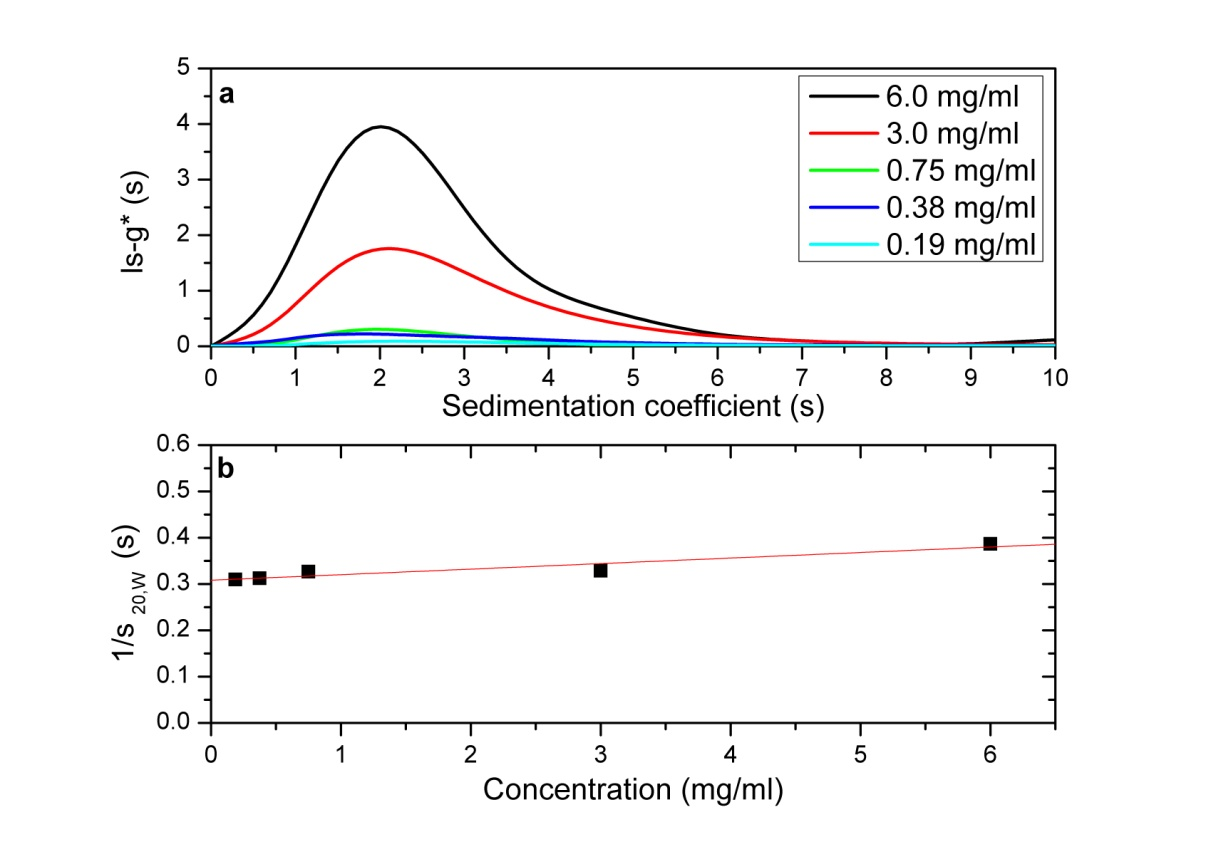 a
5
4
3
2
1
0
ls-g* (s)
6.0 mg/ml
3.0 mg/ml
0.75 mg/ml
0.38 mg/ml
0.19 mg/ml
0 1 2 3 4 5 6 7 8 9 10
Sedimentation coefficient (s)
b
0.6
0.5
0.4
0.3
0.2
0.1
0.0
1/s 20,W (s)
0 1 2 3 4 5 6
Concentration (mg/ml)